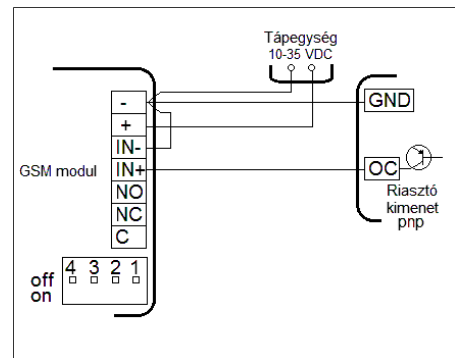 Tápegység
10-35 VDC
-
+
IN-
IN+
NO
NC
C
GSM modul
GND
OC
Riasztó
kimenet
pnp
4 3 2 1
off
on